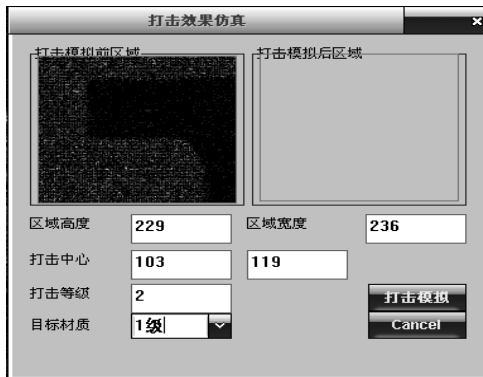 打击效果仿真
打击模拟前区域
打击模拟后区域
区域高度 229 区域宽度 236
打击中心 103 119
打击等级 2 打击模拟
目标材质 1级 Cancel